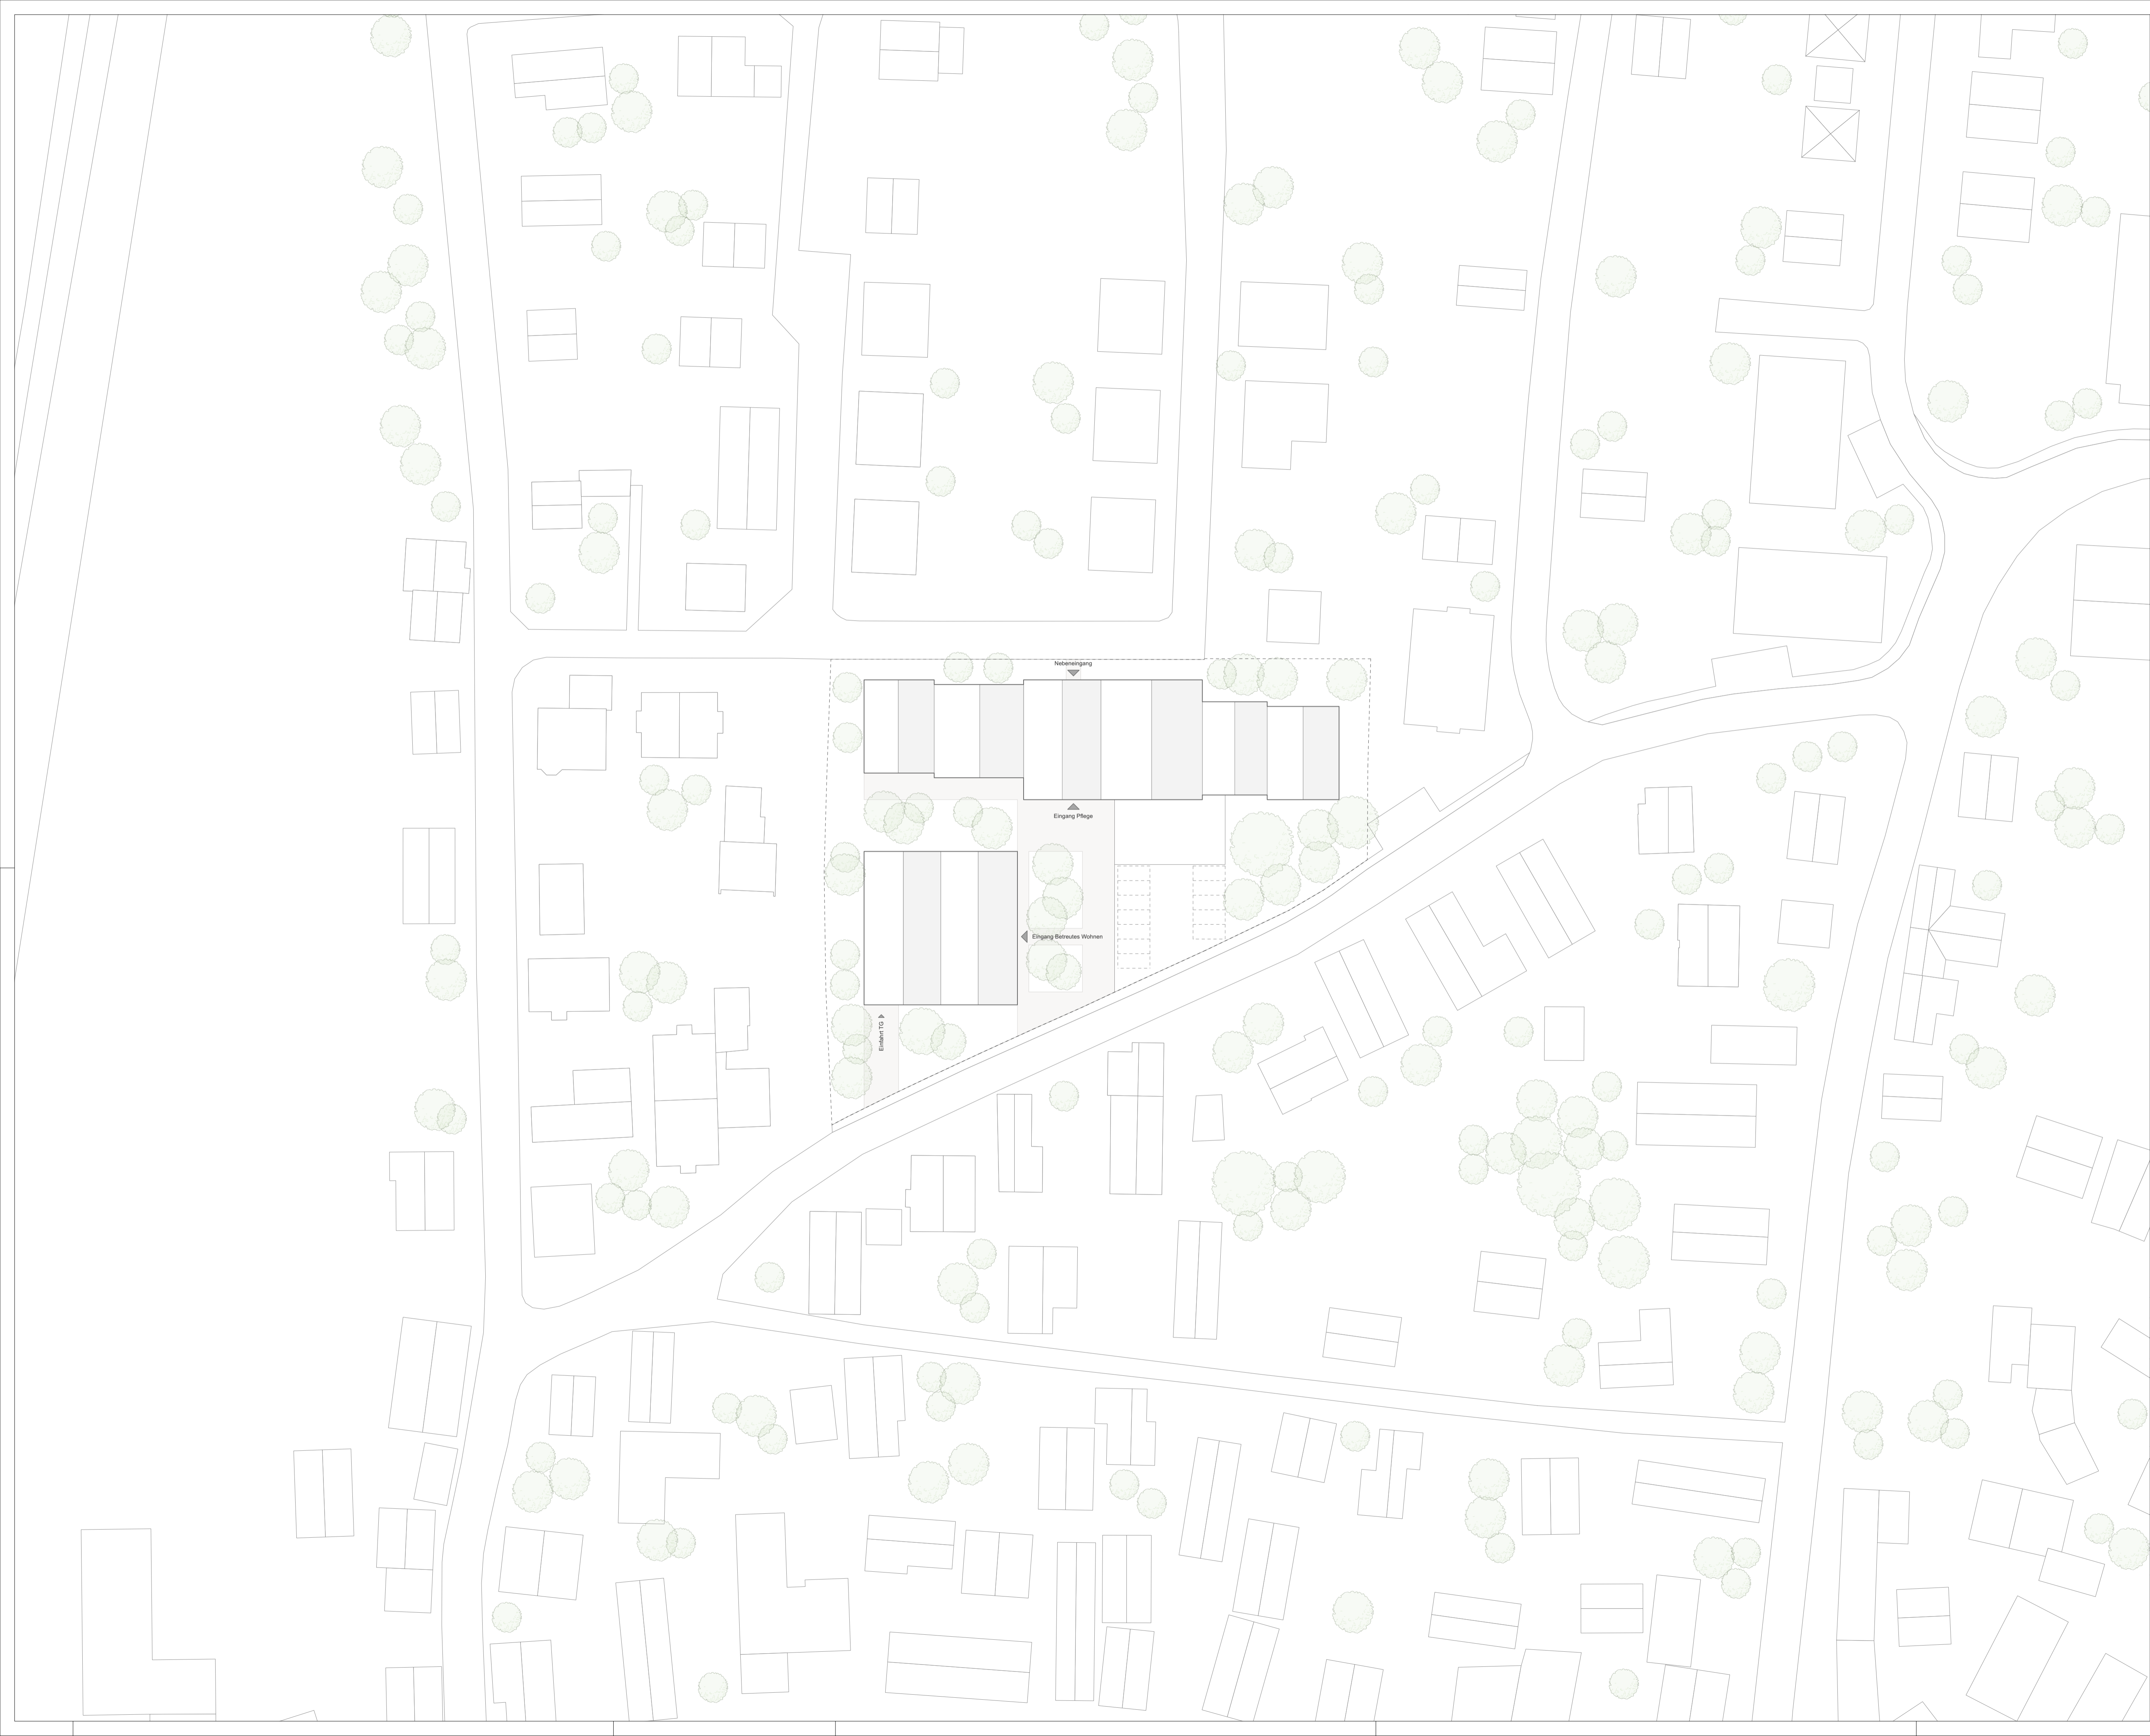 Nebeneingang
Eingang Pflege
Eingang Betreutes Wohnen
Einfahrt TG